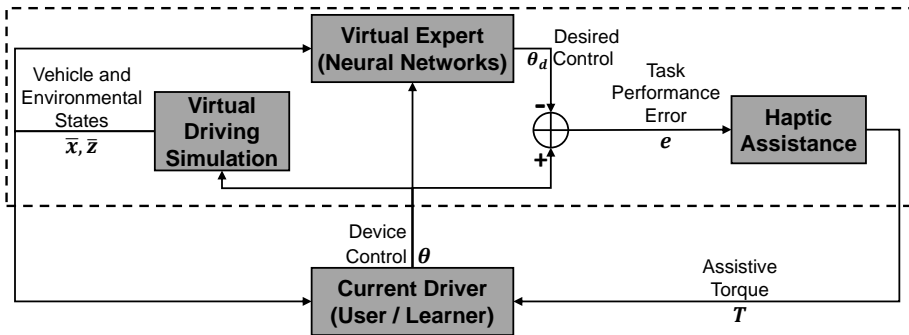 Virtual Expert
(Neural Networks)
θd
Desired
Control
Vehicle and
Environmental
States
x̅, z̅
Virtual
Driving
Simulation
-
+
Task
Performance
Error
e
Haptic
Assistance
Device
Control
θ
Current Driver
(User / Learner)
Assistive
Torque
T